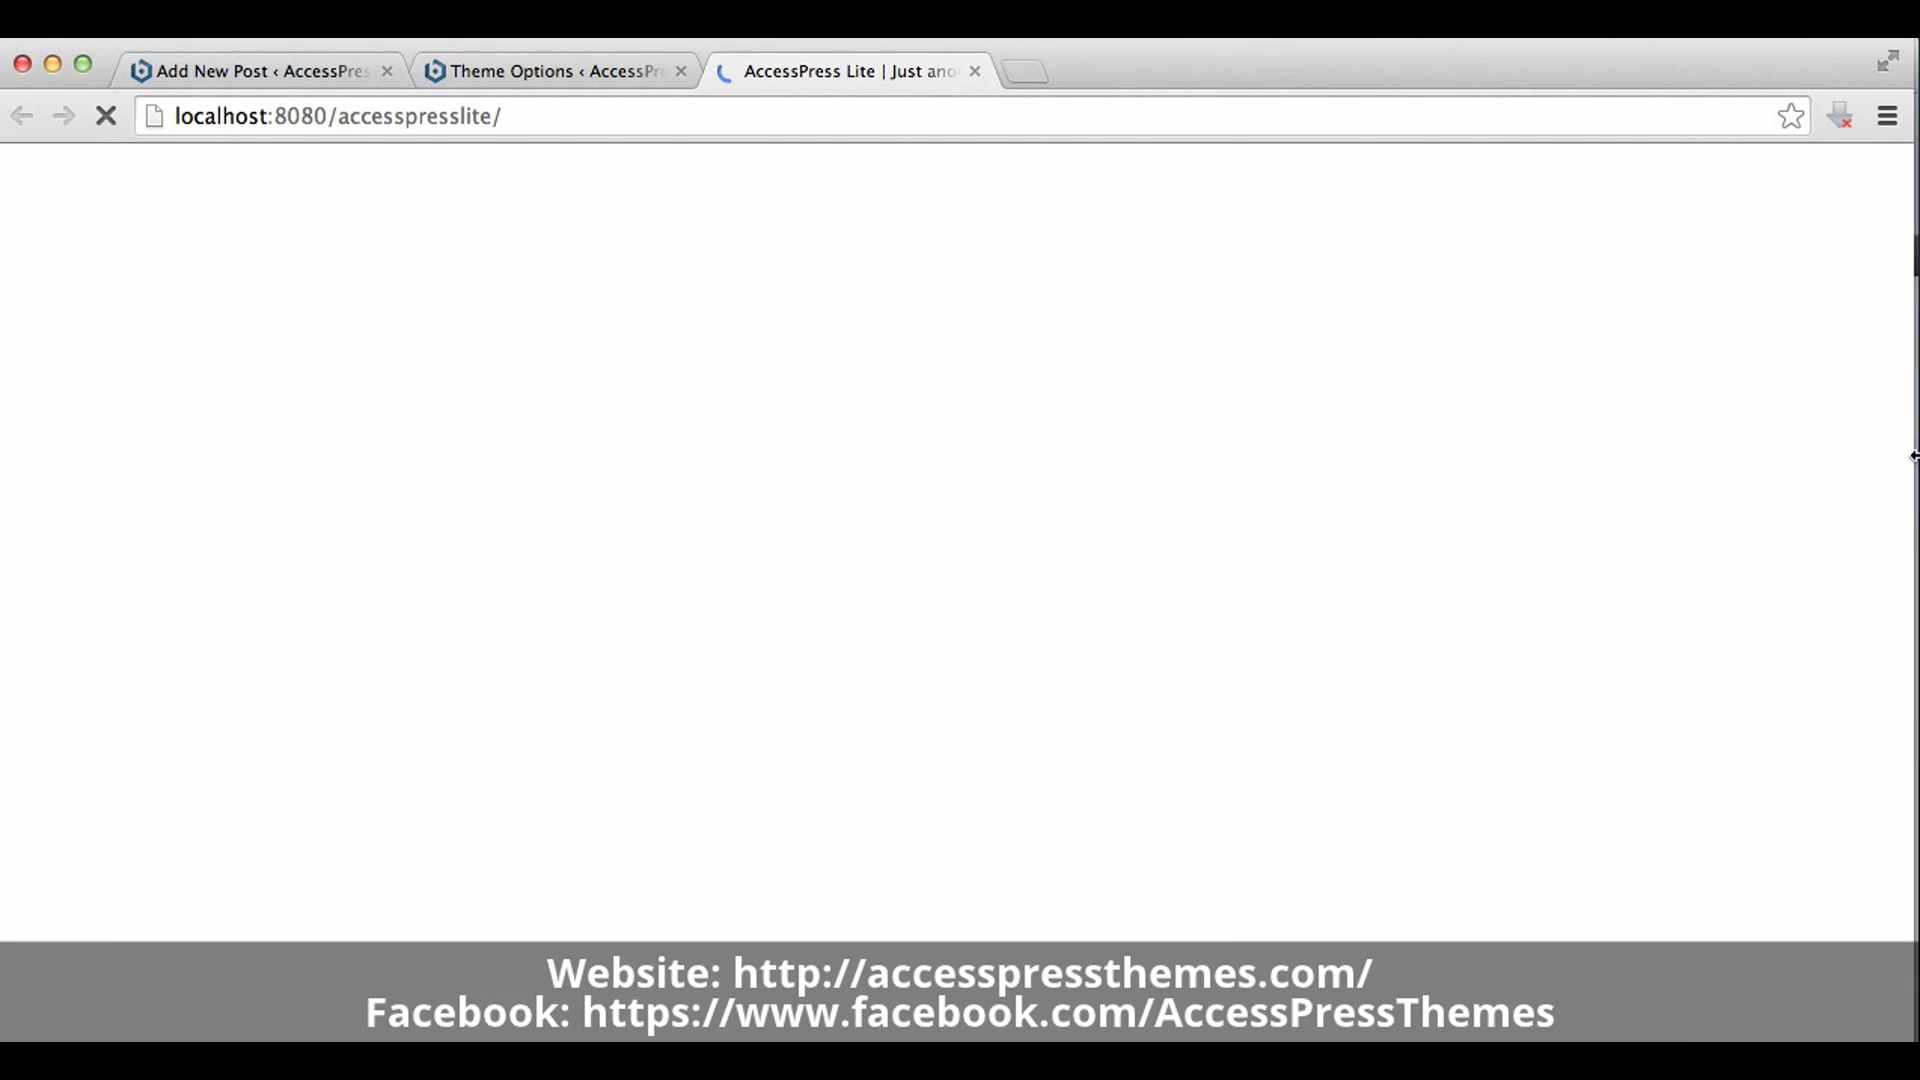 Add New Post ‹ AccessPres
Theme Options ‹ AccessPre
AccessPress Lite | Just ano
localhost:8080/accesspresslite/
Website: http://accesspressthemes.com/
Facebook: https://www.facebook.com/AccessPressThemes